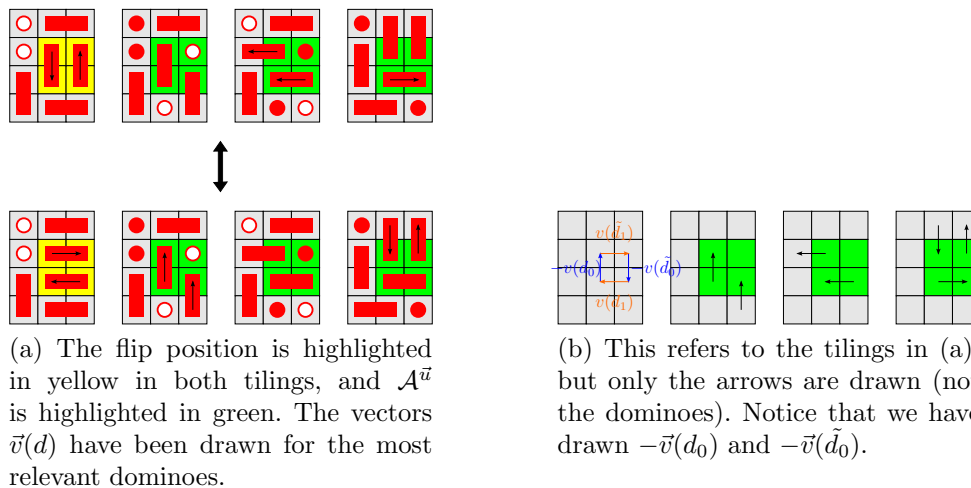 v(d̃₁)
−v(d₀) −v(d̃₀)
v(d₁)
(a) The flip position is highlighted
in yellow in both tilings, and 𝒜^{u⃗}
is highlighted in green. The vectors
v⃗(d) have been drawn for the most
relevant dominoes.
(b) This refers to the tilings in (a),
but only the arrows are drawn (no
the dominoes). Notice that we have
drawn −v⃗(d₀) and −v⃗(d̃₀).